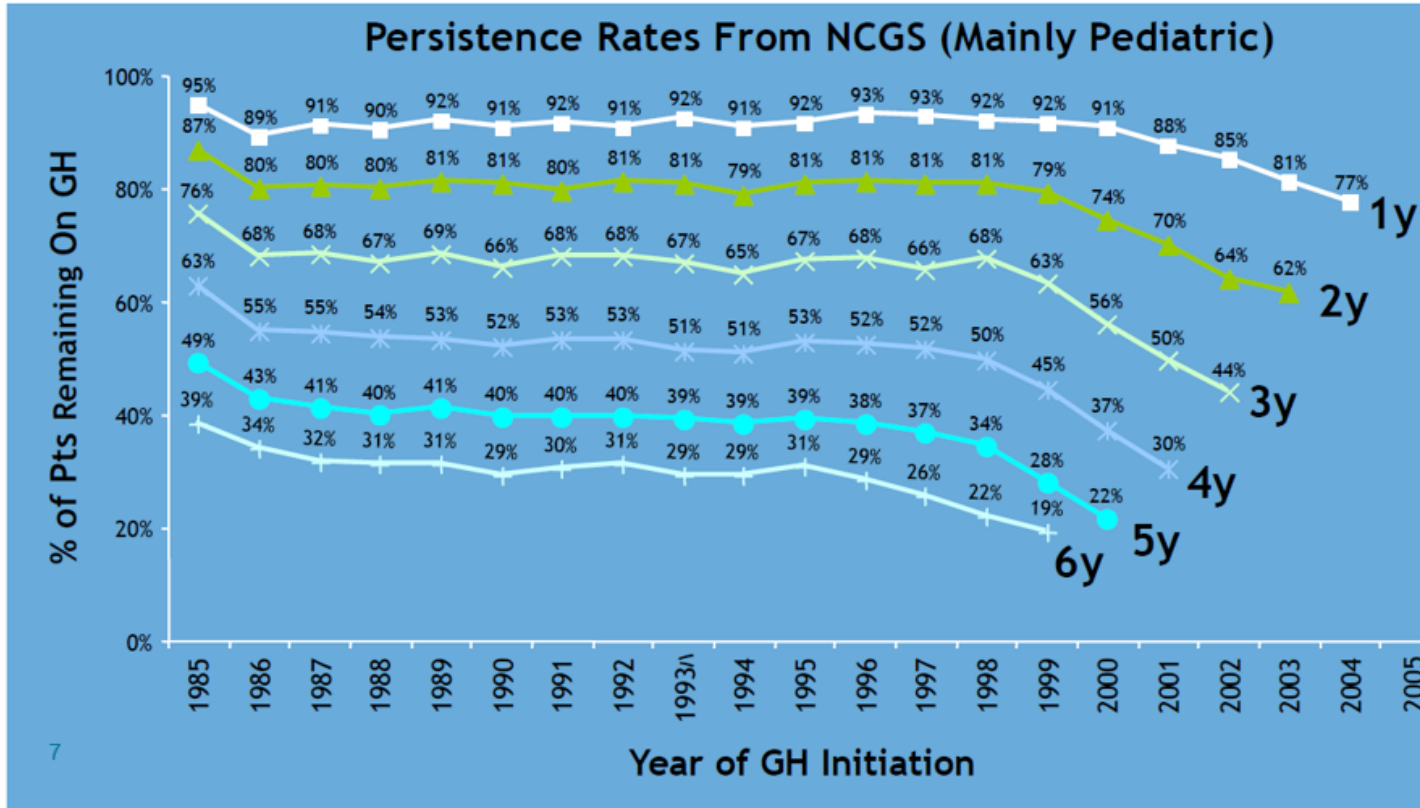 Persistence Rates From NCGS (Mainly Pediatric)
% of Pts Remaining On GH
100%
80%
60%
40%
20%
0%
95% 89% 91% 90% 92% 91% 92% 91% 92% 91% 92% 93% 93% 92% 92% 91% 88% 85% 81% 77%
1y
87% 80% 80% 80% 81% 81% 80% 81% 81% 79% 81% 81% 81% 81% 79% 74% 70% 64% 62%
2y
76% 68% 68% 67% 69% 66% 68% 68% 67% 65% 67% 68% 66% 68% 63% 56% 50% 44%
3y
63% 55% 55% 54% 53% 52% 53% 53% 51% 51% 53% 52% 52% 50% 45% 37% 30%
4y
49% 43% 41% 40% 41% 40% 40% 40% 39% 39% 39% 38% 37% 34% 28% 22%
5y
39% 34% 32% 31% 31% 29% 30% 31% 29% 29% 31% 29% 26% 22% 19%
6y
1985 1986 1987 1988 1989 1990 1991 1992 1993/\ 1994 1995 1996 1997 1998 1999 2000 2001 2002 2003 2004 2005
Year of GH Initiation
7